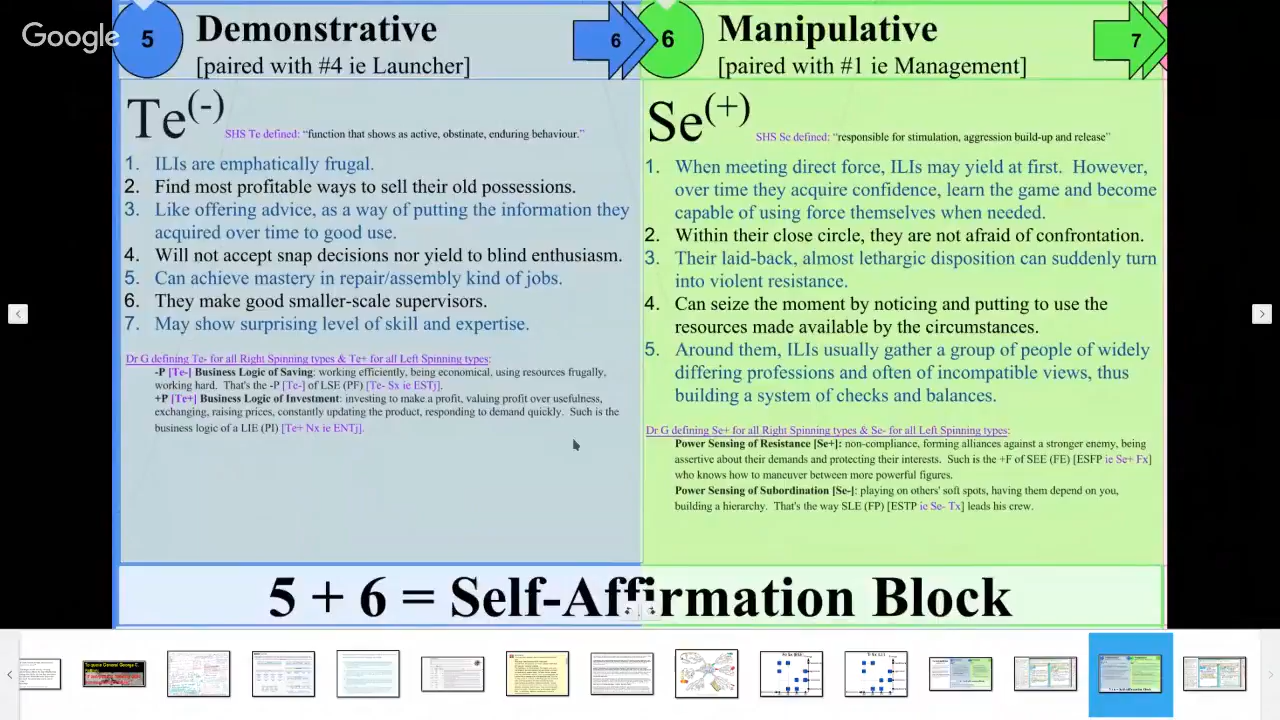 Google
5 Demonstrative 6
[paired with #4 ie Launcher]
Te(-)
SHS Te defined: “function that shows as active, obstinate, enduring behaviour.”
1. ILIs are emphatically frugal.
2. Find most profitable ways to sell their old possessions.
3. Like offering advice, as a way of putting the information they
acquired over time to good use.
4. Will not accept snap decisions nor yield to blind enthusiasm.
5. Can achieve mastery in repair/assembly kind of jobs.
6. They make good smaller-scale supervisors.
7. May show surprising level of skill and expertise.
Dr G defining Te- for all Right Spinning types & Te+ for all Left Spinning types:
-P [Te-] Business Logic of Saving: working efficiently, being economical, using resources frugally,
working hard. That's the -P [Te-] of LSE (PF) [Te- Sx ie ESTj].
+P [Te+] Business Logic of Investment: investing to make a profit, valuing profit over usefulness,
exchanging, raising prices, constantly updating the product, responding to demand quickly. Such is the
business logic of a LIE (PI) [Te+ Nx ie ENTj].
6 Manipulative 7
[paired with #1 ie Management]
Se(+)
SHS Se defined: “responsible for stimulation, aggression build-up and release”
1. When meeting direct force, ILIs may yield at first. However,
over time they acquire confidence, learn the game and become
capable of using force themselves when needed.
2. Within their close circle, they are not afraid of confrontation.
3. Their laid-back, almost lethargic disposition can suddenly turn
into violent resistance.
4. Can seize the moment by noticing and putting to use the
resources made available by the circumstances.
5. Around them, ILIs usually gather a group of people of widely
differing professions and often of incompatible views, thus
building a system of checks and balances.
Dr G defining Se+ for all Right Spinning types & Se- for all Left Spinning types:
Power Sensing of Resistance [Se+]: non-compliance, forming alliances against a stronger enemy, being
assertive about their demands and protecting their interests. Such is the +F of SEE (FE) [ESFP ie Se+ Fx]
who knows how to maneuver between more powerful figures.
Power Sensing of Subordination [Se-]: playing on others' soft spots, having them depend on you,
building a hierarchy. That's the way SLE (FP) [ESTP ie Se- Tx] leads his crew.
5 + 6 = Self-Affirmation Block